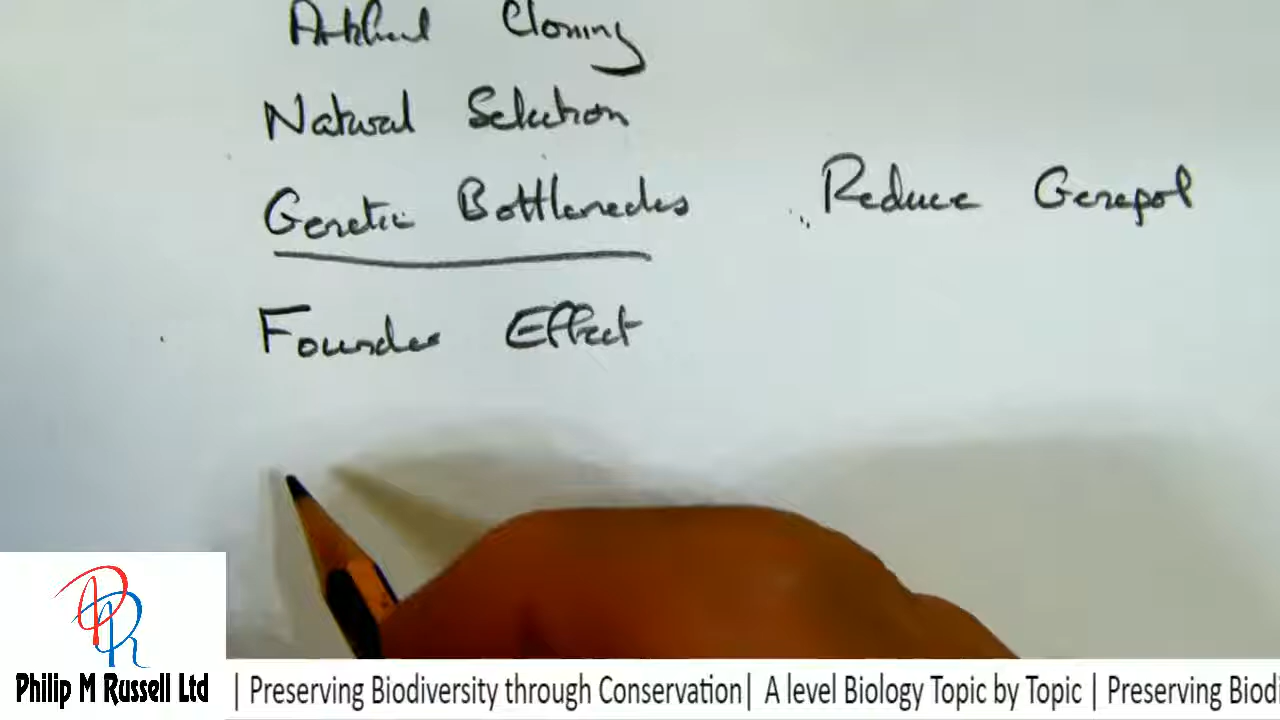 Artificial Cloning
Natural Selection
Genetic Bottlenecks Reduce Genepol
Founder Effect
Philip M Russell Ltd
| Preserving Biodiversity through Conservation| A level Biology Topic by Topic | Preserving Biodi